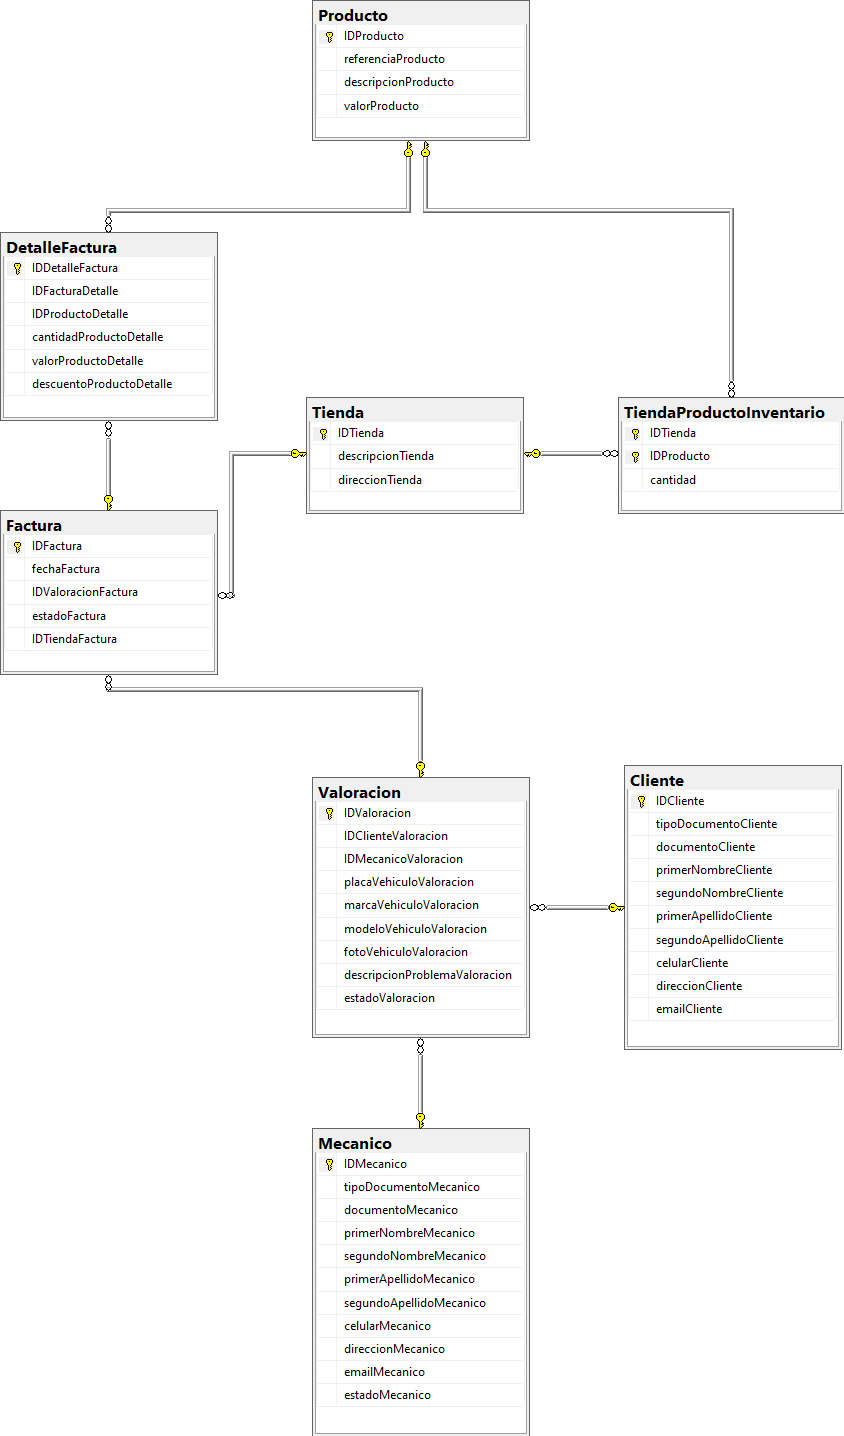 Producto
IDProducto
referenciaProducto
descripcionProducto
valorProducto
DetalleFactura
IDDetalleFactura
IDFacturaDetalle
IDProductoDetalle
cantidadProductoDetalle
valorProductoDetalle
descuentoProductoDetalle
Tienda
IDTienda
descripcionTienda
direccionTienda
TiendaProductoInventario
IDTienda
IDProducto
cantidad
Factura
IDFactura
fechaFactura
IDValoracionFactura
estadoFactura
IDTiendaFactura
Valoracion
IDValoracion
IDClienteValoracion
IDMecanicoValoracion
placaVehiculoValoracion
marcaVehiculoValoracion
modeloVehiculoValoracion
fotoVehiculoValoracion
descripcionProblemaValoracion
estadoValoracion
Cliente
IDCliente
tipoDocumentoCliente
documentoCliente
primerNombreCliente
segundoNombreCliente
primerApellidoCliente
segundoApellidoCliente
celularCliente
direccionCliente
emailCliente
Mecanico
IDMecanico
tipoDocumentoMecanico
documentoMecanico
primerNombreMecanico
segundoNombreMecanico
primerApellidoMecanico
segundoApellidoMecanico
celularMecanico
direccionMecanico
emailMecanico
estadoMecanico